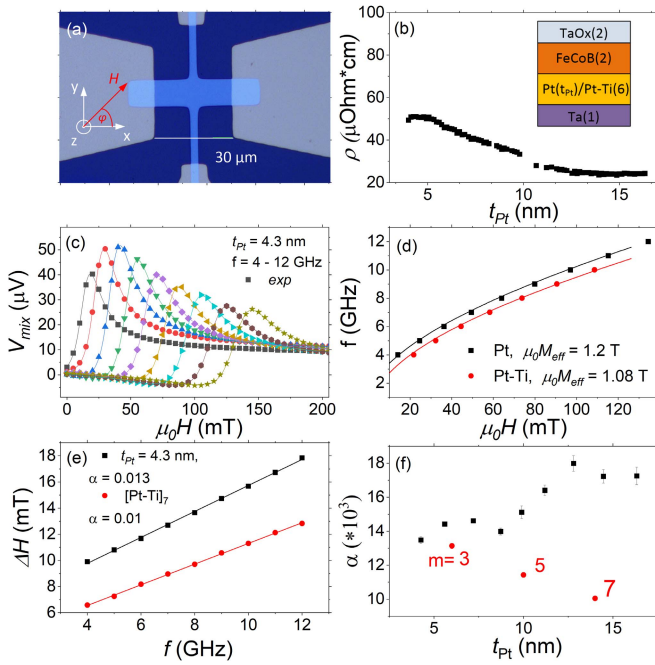 (a)
y
H
φ
z
x
30 µm
(b)
TaOx(2)
FeCoB(2)
Pt(tPt)/Pt-Ti(6)
Ta(1)
100
80
60
40
20
ρ (µOhm*cm)
5 10 15
tPt (nm)
(c)
tPt = 4.3 nm
f = 4 - 12 GHz
exp
50
40
30
20
10
0
Vmix (µV)
0 50 100 150 200
µ0H (mT)
(d)
12
10
8
6
4
f (GHz)
Pt, µ0Meff = 1.2 T
Pt-Ti, µ0Meff = 1.08 T
20 40 60 80 100 120
µ0H (mT)
(e)
tPt = 4.3 nm,
α = 0.013
[Pt-Ti]7
α = 0.01
18
16
14
12
10
8
6
ΔH (mT)
4 6 8 10 12
f (GHz)
(f)
18
16
14
12
10
α (*10³)
m= 3
5
7
5 10 15
tPt (nm)